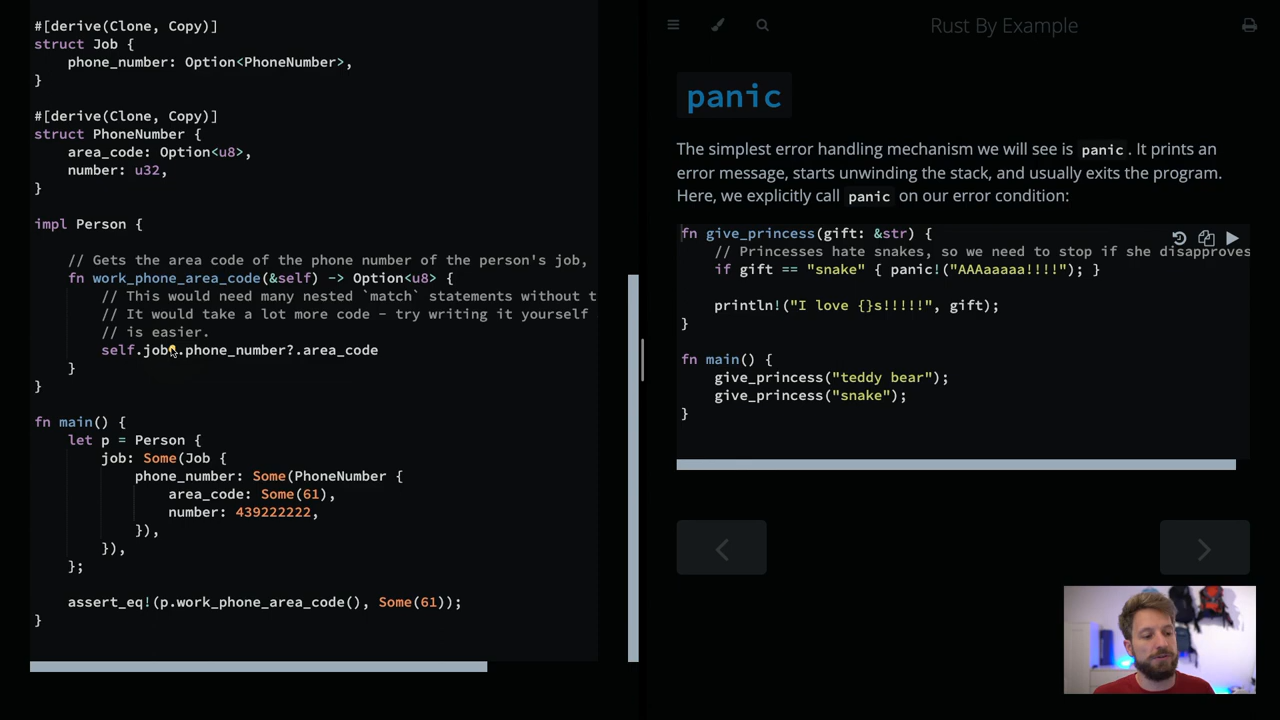 #[derive(Clone, Copy)]
struct Job {
    phone_number: Option<PhoneNumber>,
}
#[derive(Clone, Copy)]
struct PhoneNumber {
    area_code: Option<u8>,
    number: u32,
}
impl Person {
    // Gets the area code of the phone number of the person's job,
    fn work_phone_area_code(&self) -> Option<u8> {
        // This would need many nested `match` statements without t
        // It would take a lot more code - try writing it yourself
        // is easier.
        self.job?.phone_number?.area_code
    }
}
fn main() {
    let p = Person {
        job: Some(Job {
            phone_number: Some(PhoneNumber {
                area_code: Some(61),
                number: 439222222,
            }),
        }),
    };
    assert_eq!(p.work_phone_area_code(), Some(61));
}
Rust By Example
panic
The simplest error handling mechanism we will see is panic. It prints an
error message, starts unwinding the stack, and usually exits the program.
Here, we explicitly call panic on our error condition:
fn give_princess(gift: &str) {
    // Princesses hate snakes, so we need to stop if she disapproves
    if gift == "snake" { panic!("AAAaaaaa!!!!"); }
    println!("I love {}s!!!!!", gift);
}
fn main() {
    give_princess("teddy bear");
    give_princess("snake");
}